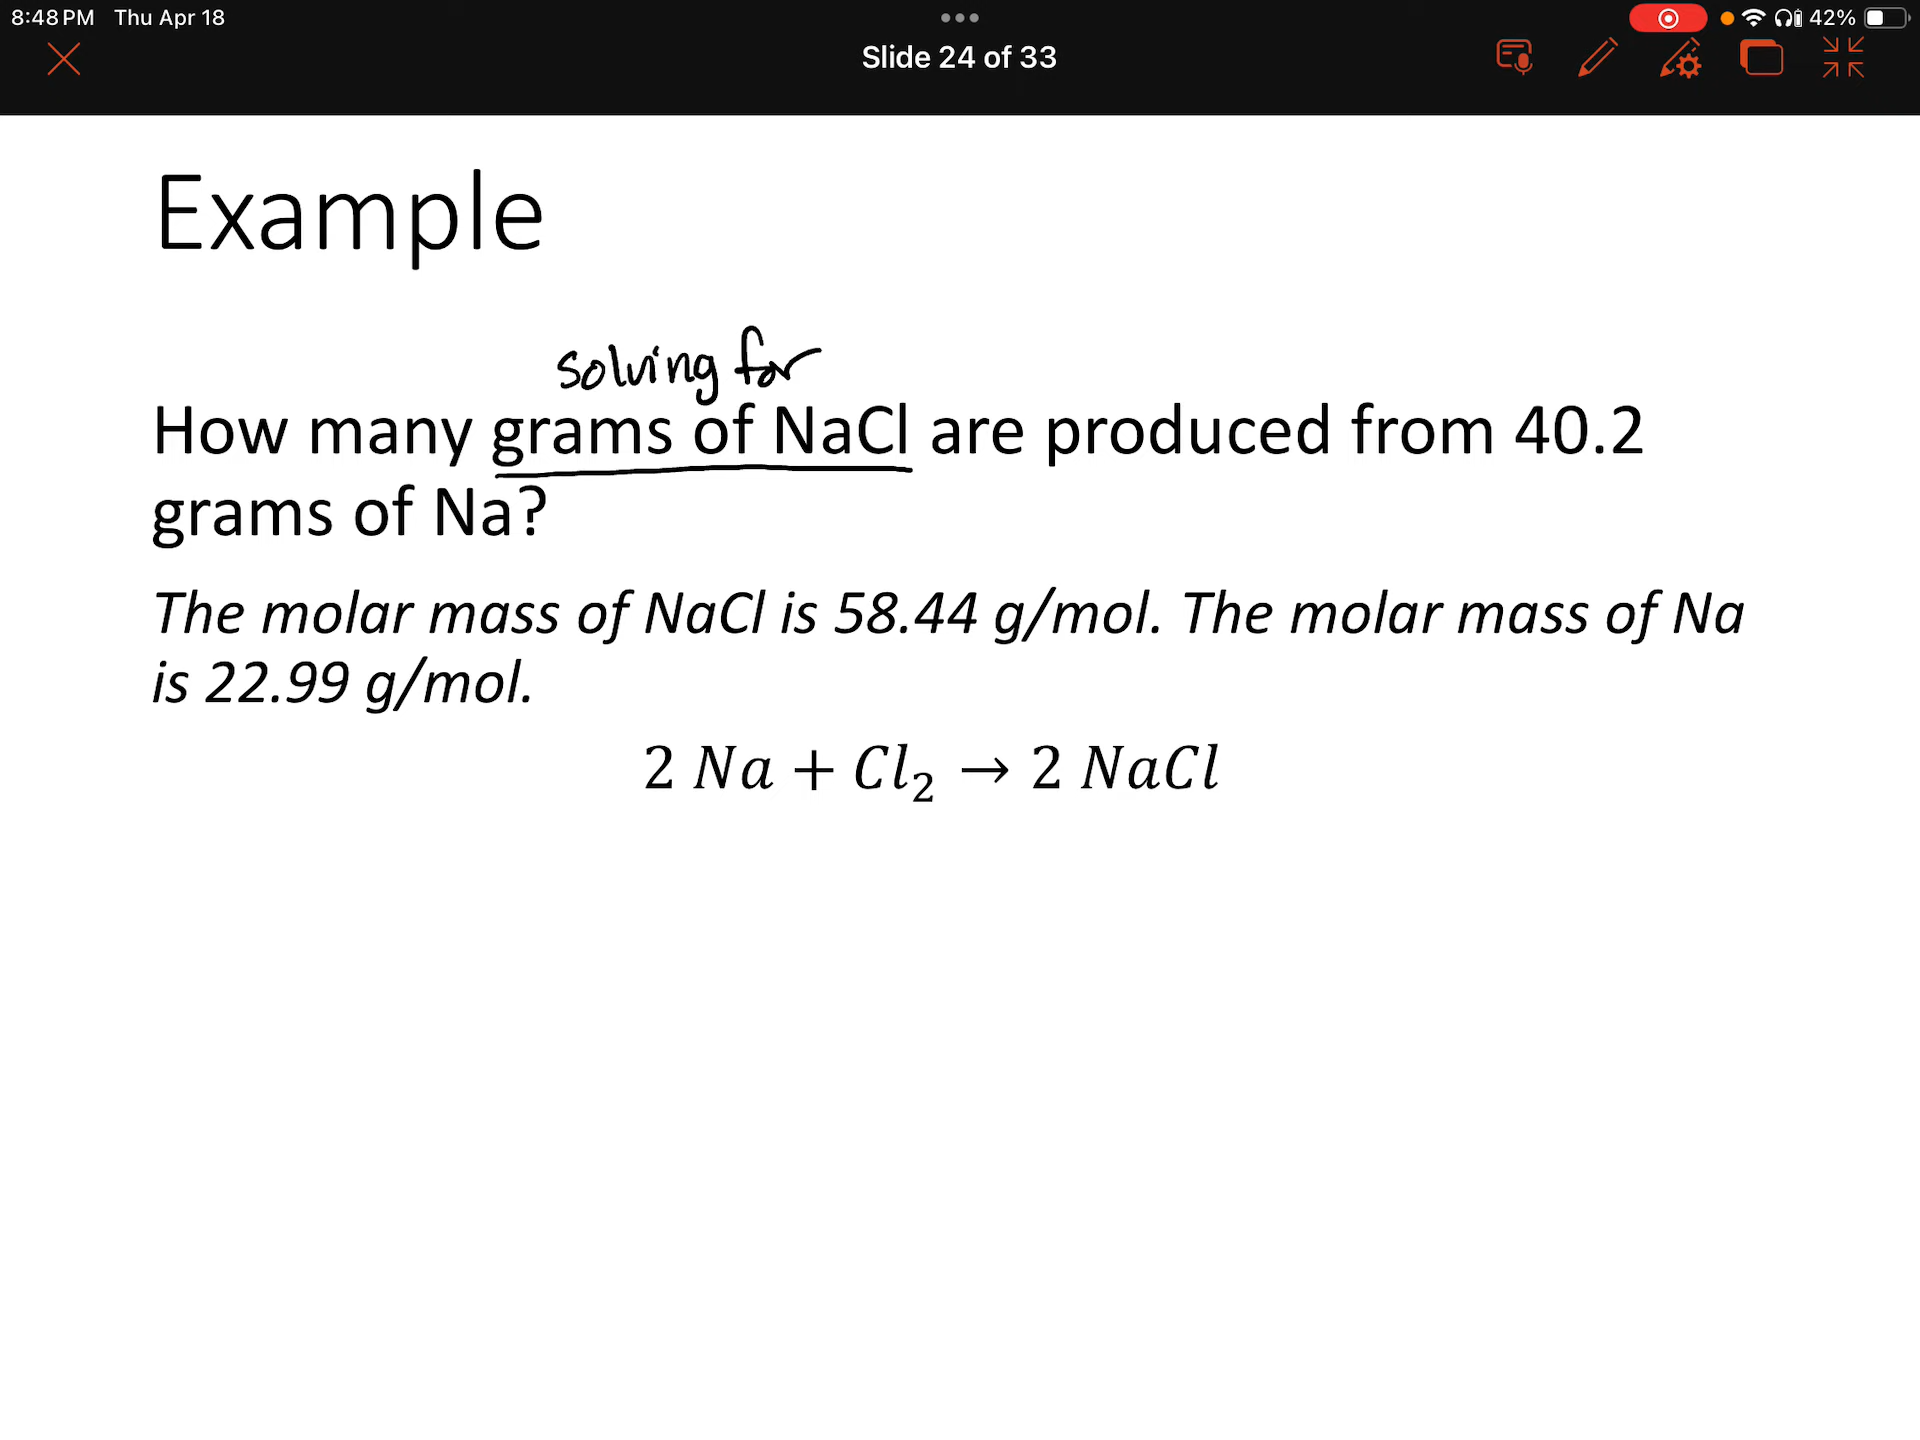 8:48 PM Thu Apr 18
42%
Slide 24 of 33
Example
solving for
How many grams of NaCl are produced from 40.2
grams of Na?
The molar mass of NaCl is 58.44 g/mol. The molar mass of Na
is 22.99 g/mol.
2 Na + Cl₂ → 2 NaCl